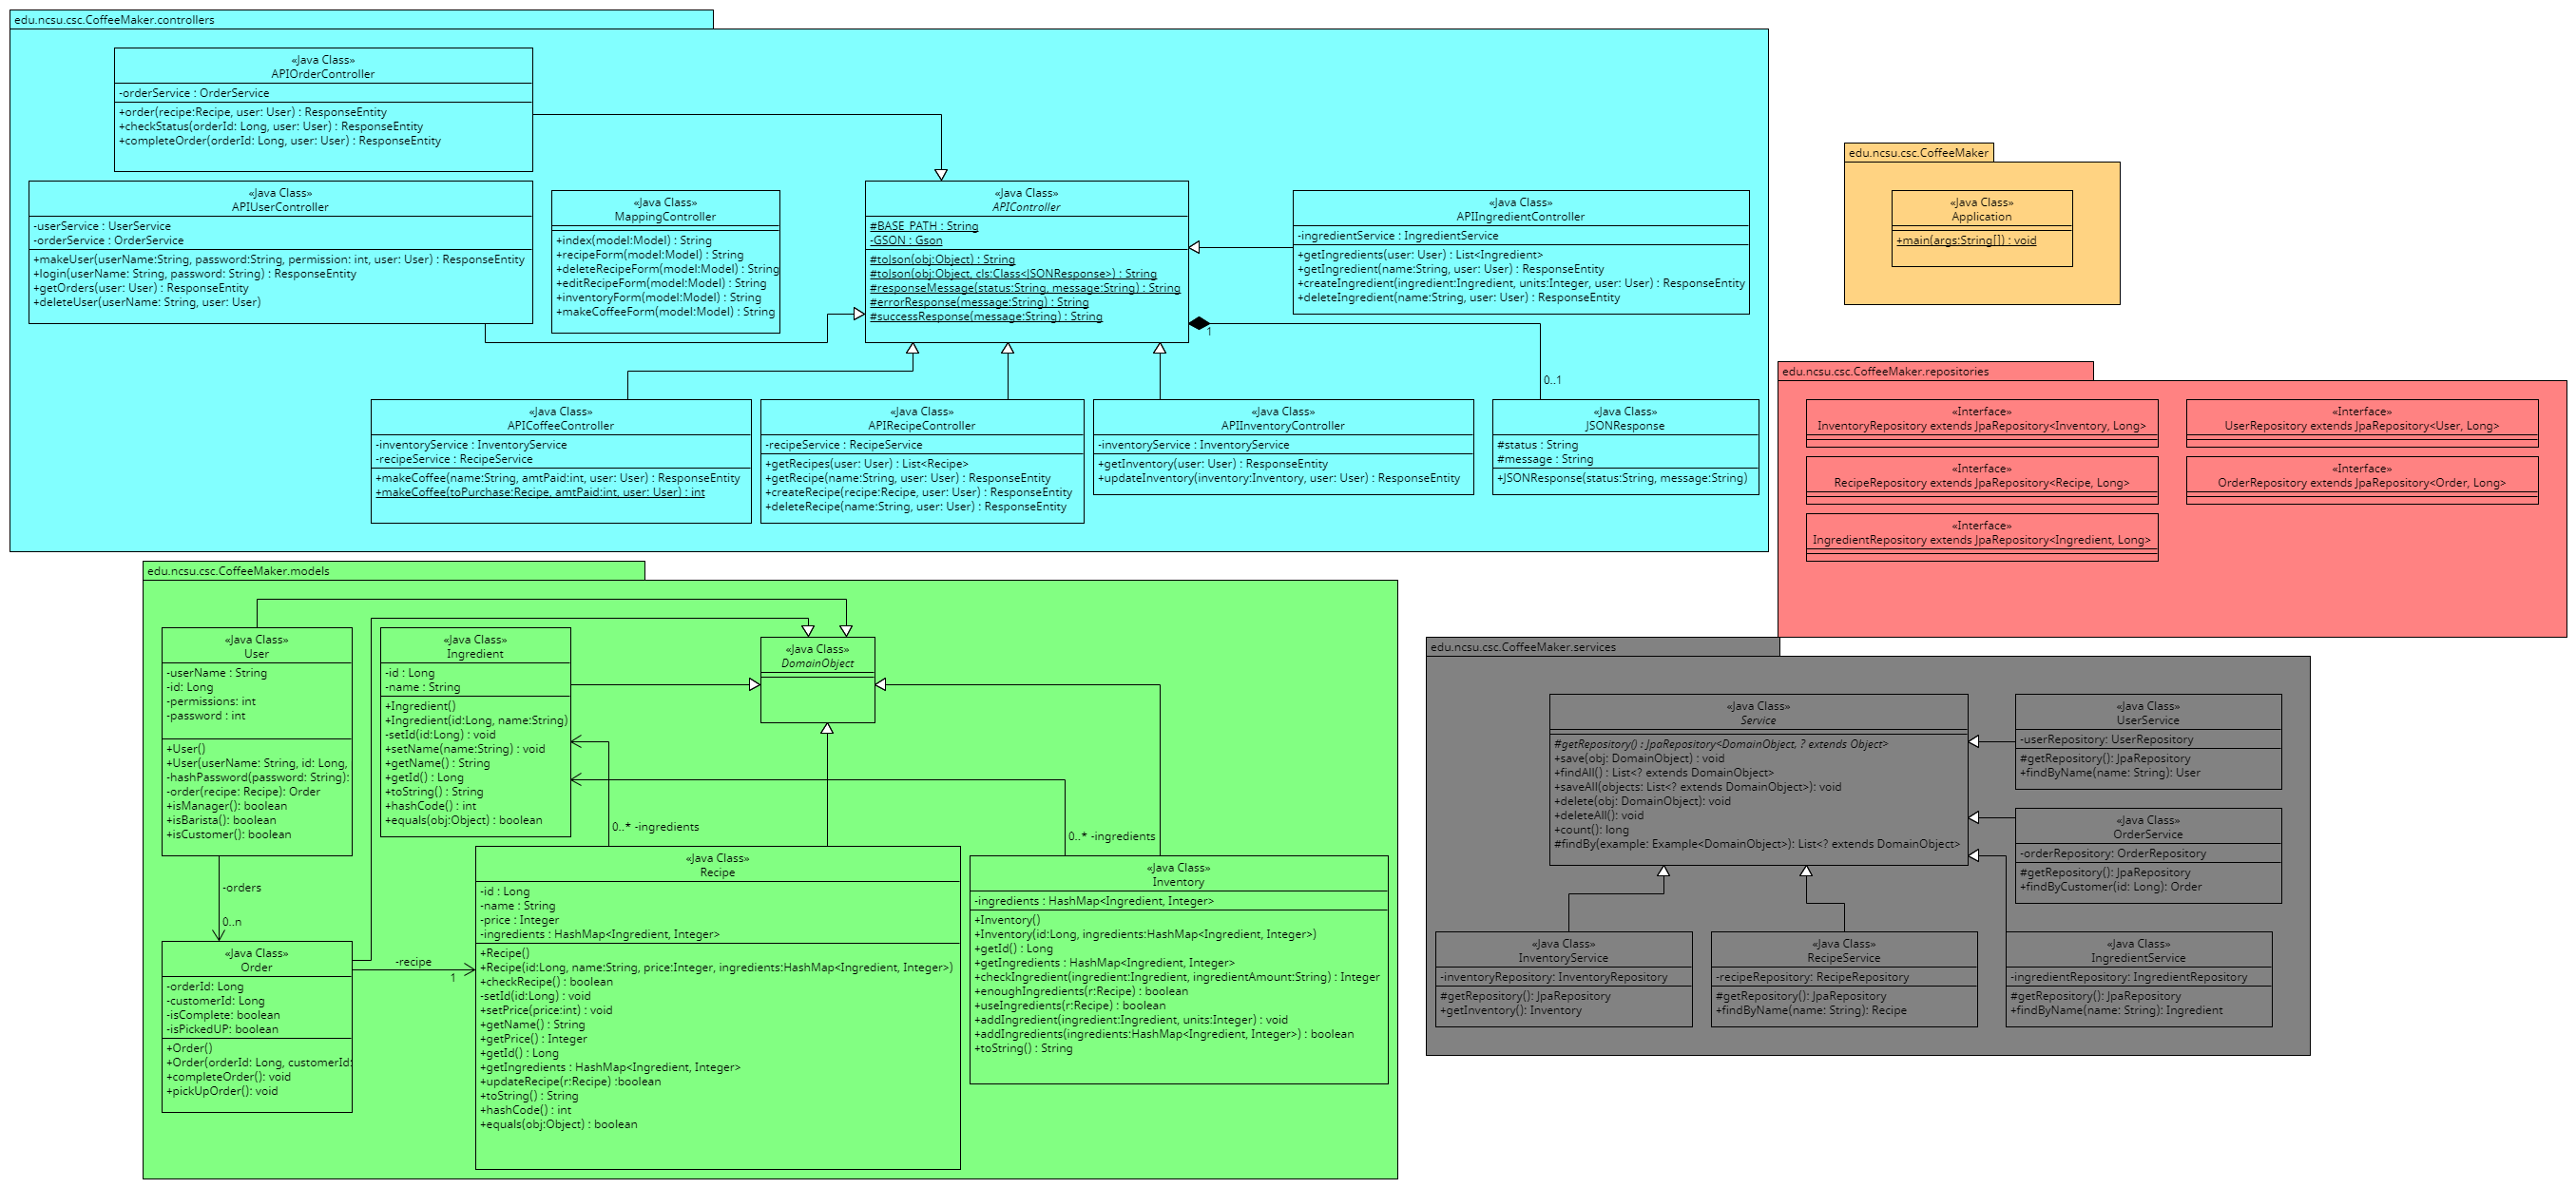 edu.ncsu.csc.CoffeeMaker.controllers
«Java Class»
APIOrderController
-orderService : OrderService
+order(recipe:Recipe, user: User) : ResponseEntity
+checkStatus(orderId: Long, user: User) : ResponseEntity
+completeOrder(orderId: Long, user: User) : ResponseEntity
«Java Class»
APIUserController
-userService : UserService
-orderService : OrderService
+makeUser(userName:String, password:String, permission: int, user: User) : ResponseEntity
+login(userName: String, password: String) : ResponseEntity
+getOrders(user: User) : ResponseEntity
+deleteUser(userName: String, user: User)
«Java Class»
MappingController
+index(model:Model) : String
+recipeForm(model:Model) : String
+deleteRecipeForm(model:Model) : String
+editRecipeForm(model:Model) : String
+inventoryForm(model:Model) : String
+makeCoffeeForm(model:Model) : String
«Java Class»
APIController
#BASE_PATH : String
-GSON : Gson
#toJson(obj:Object) : String
#toJson(obj:Object, cls:Class<JSONResponse>) : String
#responseMessage(status:String, message:String) : String
#errorResponse(message:String) : String
#successResponse(message:String) : String
«Java Class»
APIIngredientController
-ingredientService : IngredientService
+getIngredients(user: User) : List<Ingredient>
+getIngredient(name:String, user: User) : ResponseEntity
+createIngredient(ingredient:Ingredient, units:Integer, user: User) : ResponseEntity
+deleteIngredient(name:String, user: User) : ResponseEntity
1
0..1
«Java Class»
APICoffeeController
-inventoryService : InventoryService
-recipeService : RecipeService
+makeCoffee(name:String, amtPaid:int, user: User) : ResponseEntity
+makeCoffee(toPurchase:Recipe, amtPaid:int, user: User) : int
«Java Class»
APIRecipeController
-recipeService : RecipeService
+getRecipes(user: User) : List<Recipe>
+getRecipe(name:String, user: User) : ResponseEntity
+createRecipe(recipe:Recipe, user: User) : ResponseEntity
+deleteRecipe(name:String, user: User) : ResponseEntity
«Java Class»
APIInventoryController
-inventoryService : InventoryService
+getInventory(user: User) : ResponseEntity
+updateInventory(inventory:Inventory, user: User) : ResponseEntity
«Java Class»
JSONResponse
#status : String
#message : String
+JSONResponse(status:String, message:String)
edu.ncsu.csc.CoffeeMaker
«Java Class»
Application
+main(args:String[]) : void
edu.ncsu.csc.CoffeeMaker.repositories
«Interface»
InventoryRepository extends JpaRepository<Inventory, Long>
«Interface»
UserRepository extends JpaRepository<User, Long>
«Interface»
RecipeRepository extends JpaRepository<Recipe, Long>
«Interface»
OrderRepository extends JpaRepository<Order, Long>
«Interface»
IngredientRepository extends JpaRepository<Ingredient, Long>
edu.ncsu.csc.CoffeeMaker.models
«Java Class»
User
-userName : String
-id: Long
-permissions: int
-password : int
+User()
+User(userName: String, id: Long,
-hashPassword(password: String):
-order(recipe: Recipe): Order
+isManager(): boolean
+isBarista(): boolean
+isCustomer(): boolean
«Java Class»
Ingredient
-id : Long
-name : String
+Ingredient()
+Ingredient(id:Long, name:String)
-setId(id:Long) : void
+setName(name:String) : void
+getName() : String
+getId() : Long
+toString() : String
+hashCode() : int
+equals(obj:Object) : boolean
«Java Class»
DomainObject
0..* -ingredients
0..* -ingredients
-orders
0..n
«Java Class»
Order
-orderId: Long
-customerId: Long
-isComplete: boolean
-isPickedUP: boolean
+Order()
+Order(orderId: Long, customerId:
+completeOrder(): void
+pickUpOrder(): void
-recipe
1
«Java Class»
Recipe
-id : Long
-name : String
-price : Integer
-ingredients : HashMap<Ingredient, Integer>
+Recipe()
+Recipe(id:Long, name:String, price:Integer, ingredients:HashMap<Ingredient, Integer>)
+checkRecipe() : boolean
-setId(id:Long) : void
+setPrice(price:int) : void
+getName() : String
+getPrice() : Integer
+getId() : Long
+getIngredients : HashMap<Ingredient, Integer>
+updateRecipe(r:Recipe) :boolean
+toString() : String
+hashCode() : int
+equals(obj:Object) : boolean
«Java Class»
Inventory
-ingredients : HashMap<Ingredient, Integer>
+Inventory()
+Inventory(id:Long, ingredients:HashMap<Ingredient, Integer>)
+getId() : Long
+getIngredients : HashMap<Ingredient, Integer>
+checkIngredient(ingredient:Ingredient, ingredientAmount:String) : Integer
+enoughIngredients(r:Recipe) : boolean
+useIngredients(r:Recipe) : boolean
+addIngredient(ingredient:Ingredient, units:Integer) : void
+addIngredients(ingredients:HashMap<Ingredient, Integer>) : boolean
+toString() : String
edu.ncsu.csc.CoffeeMaker.services
«Java Class»
Service
#getRepository() : JpaRepository<DomainObject, ? extends Object>
+save(obj: DomainObject) : void
+findAll() : List<? extends DomainObject>
+saveAll(objects: List<? extends DomainObject>): void
+delete(obj: DomainObject): void
+deleteAll(): void
+count(): long
#findBy(example: Example<DomainObject>): List<? extends DomainObject>
«Java Class»
UserService
-userRepository: UserRepository
#getRepository(): JpaRepository
+findByName(name: String): User
«Java Class»
OrderService
-orderRepository: OrderRepository
#getRepository(): JpaRepository
+findByCustomer(id: Long): Order
«Java Class»
InventoryService
-inventoryRepository: InventoryRepository
#getRepository(): JpaRepository
+getInventory(): Inventory
«Java Class»
RecipeService
-recipeRepository: RecipeRepository
#getRepository(): JpaRepository
+findByName(name: String): Recipe
«Java Class»
IngredientService
-ingredientRepository: IngredientRepository
#getRepository(): JpaRepository
+findByName(name: String): Ingredient